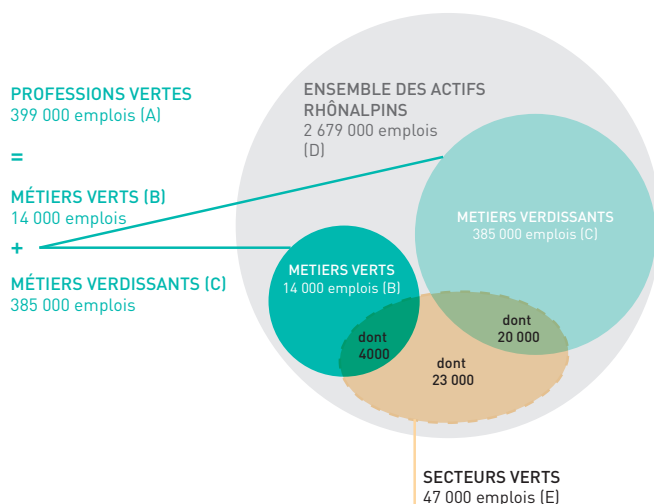 PROFESSIONS VERTES
399 000 emplois (A)
=
MÉTIERS VERTS (B)
14 000 emplois
+
MÉTIERS VERDISSANTS (C)
385 000 emplois
ENSEMBLE DES ACTIFS
RHÔNALPINS
2 679 000 emplois
(D)
METIERS VERDISSANTS
385 000 emplois (C)
METIERS VERTS
14 000 emplois (B)
dont
4000
dont
20 000
dont
23 000
SECTEURS VERTS
47 000 emplois (E)